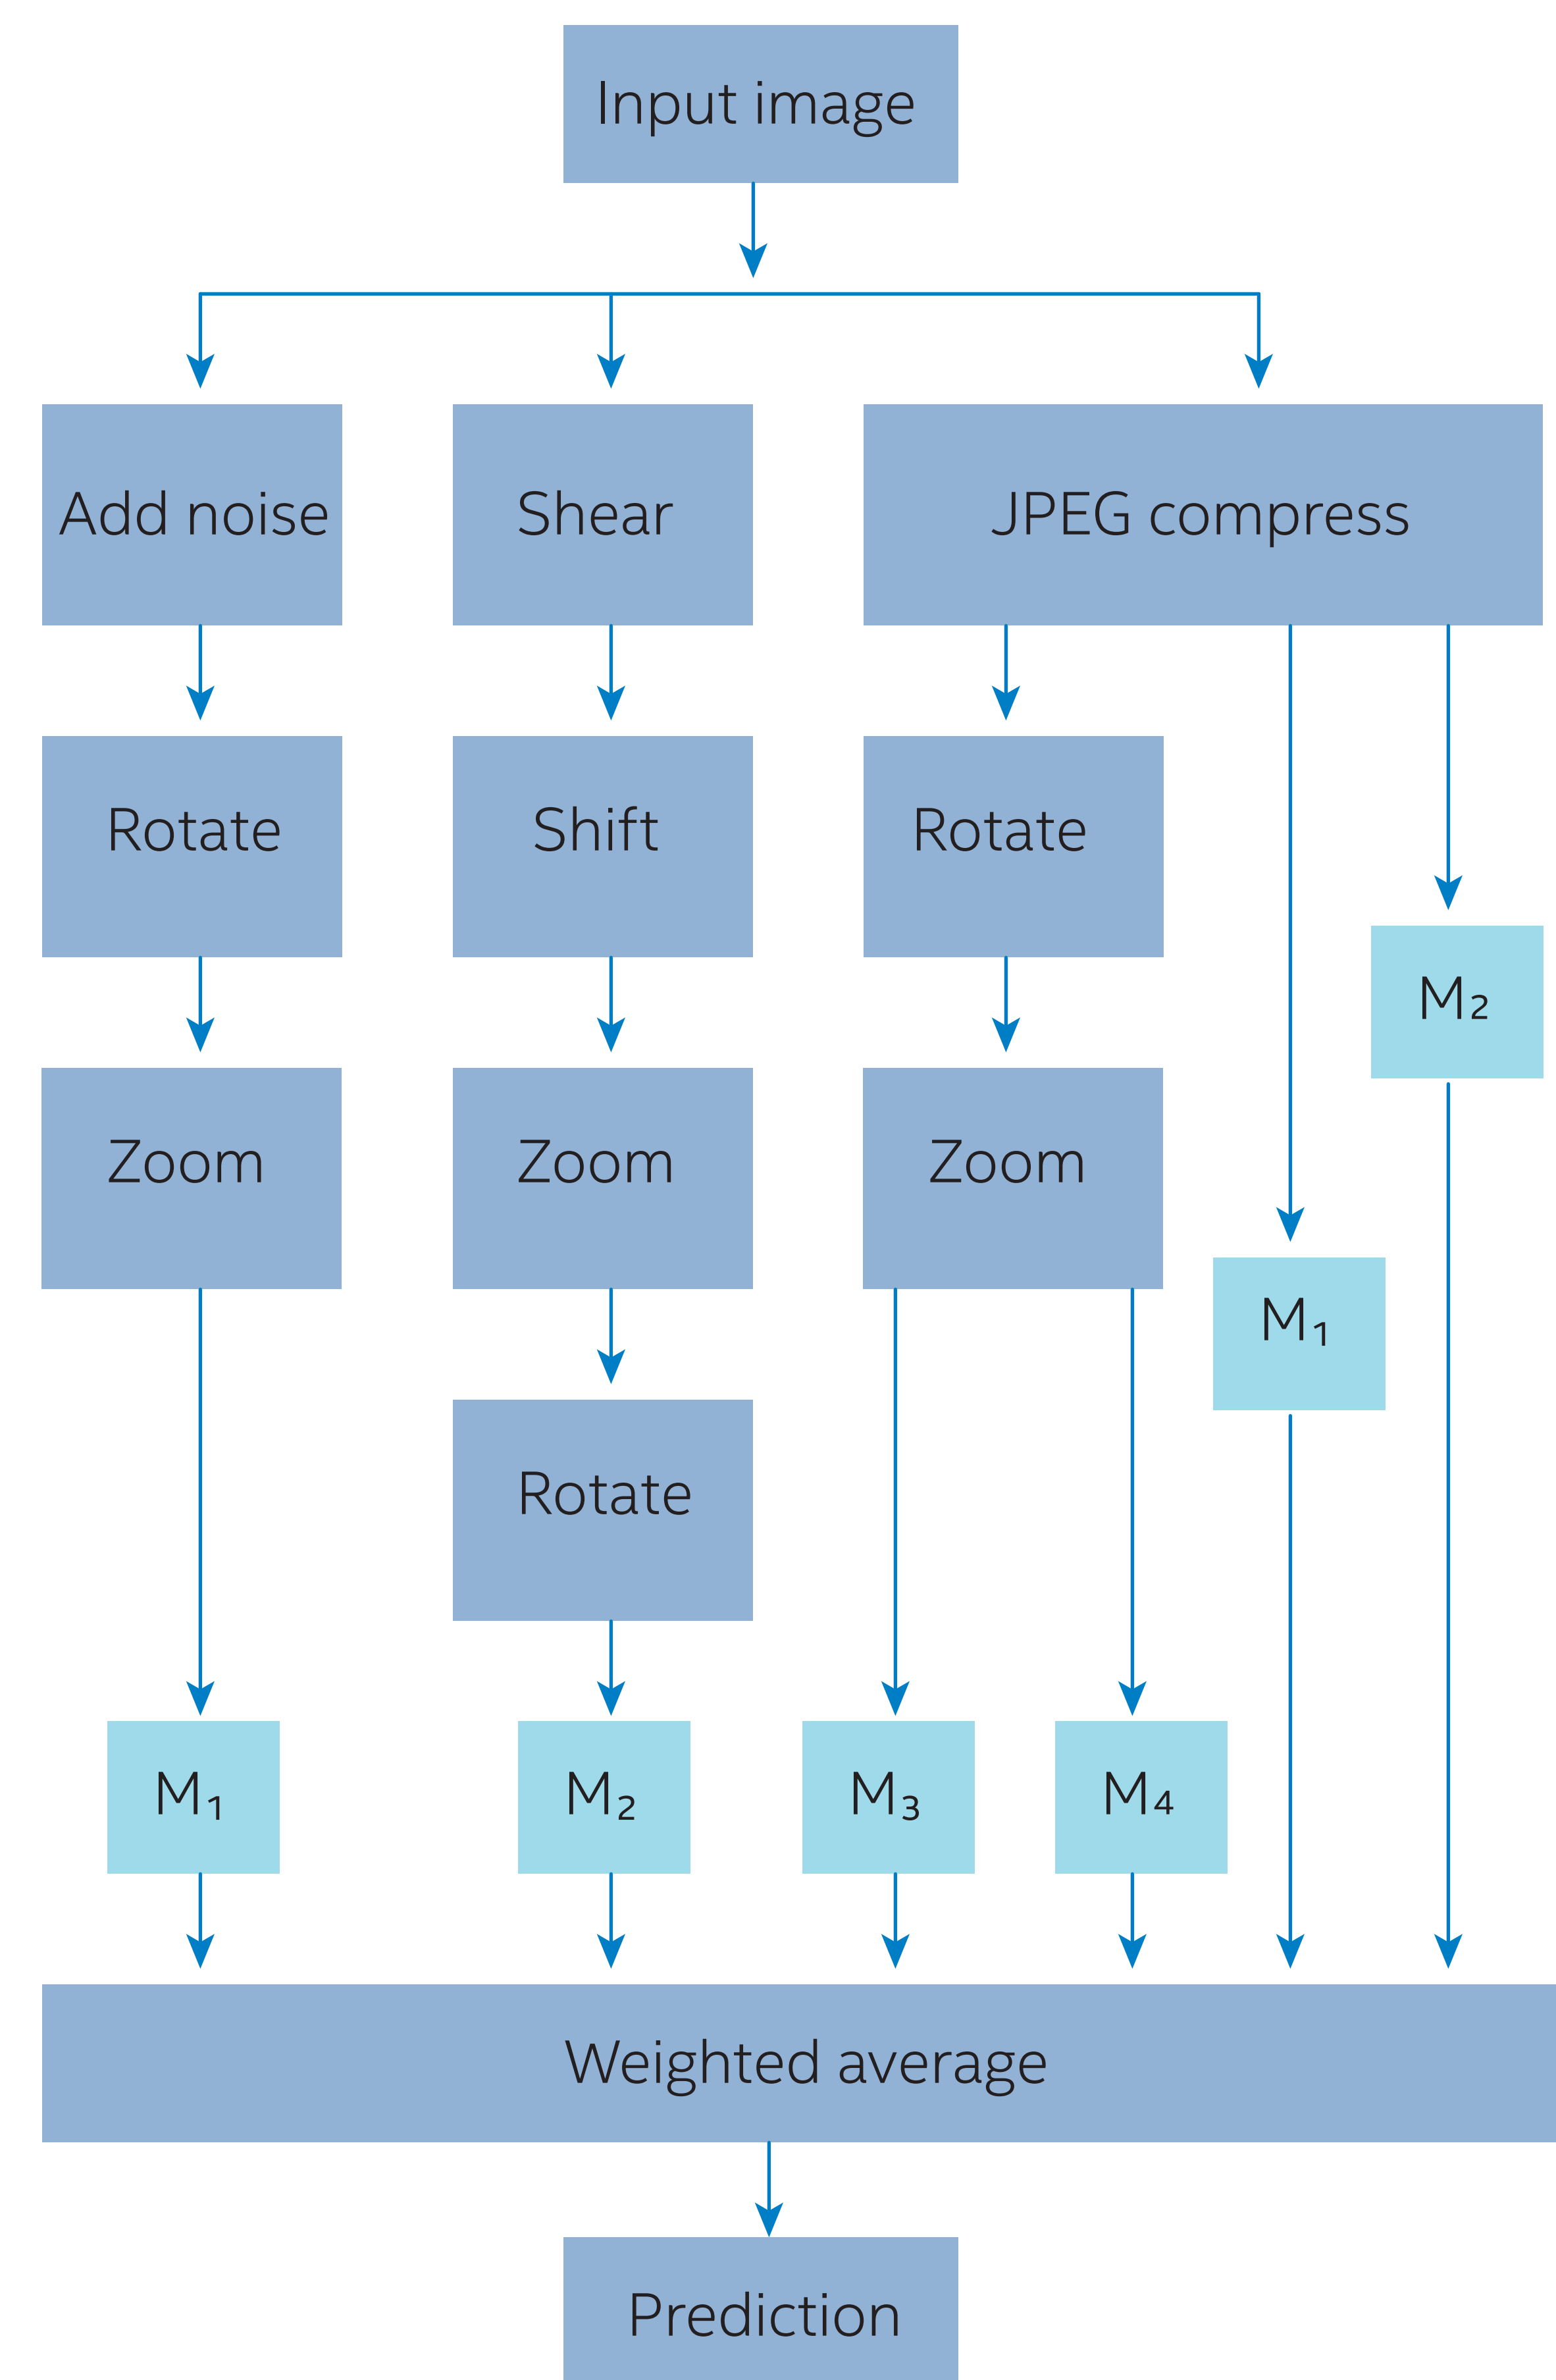 Input image
Add noise
Shear
JPEG compress
Rotate
Shift
Rotate
M₂
Zoom
Zoom
Zoom
M₁
Rotate
M₁
M₂
M₃
M₄
Weighted average
Prediction